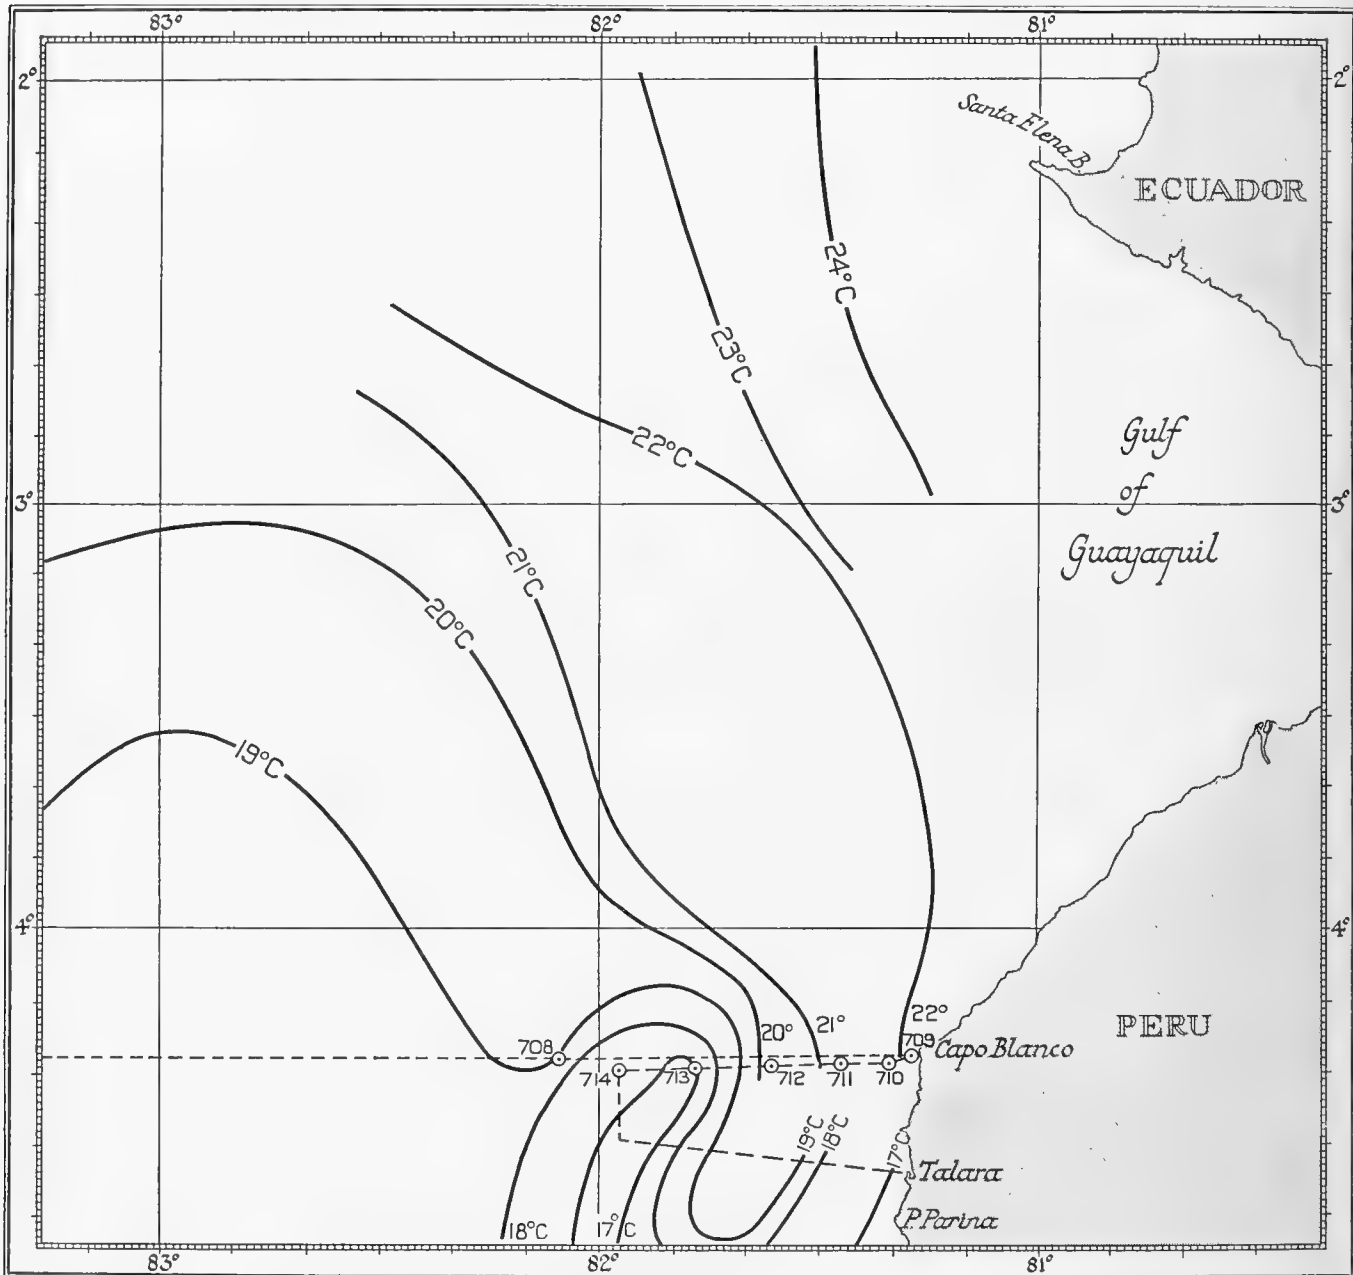 83° 82° 81°
2° 2°
Santa Elena B.
ECUADOR
24°C
23°C
Gulf
of
Guayaquil
22°C
3° 3°
21°C
20°C
19°C
4° 4°
20° 21° 22°
708 709
Capo Blanco
PERU
714 713 712 711 710
19°C 18°C 17°C
Talara
P. Parina
18°C 17°C
83° 82° 81°